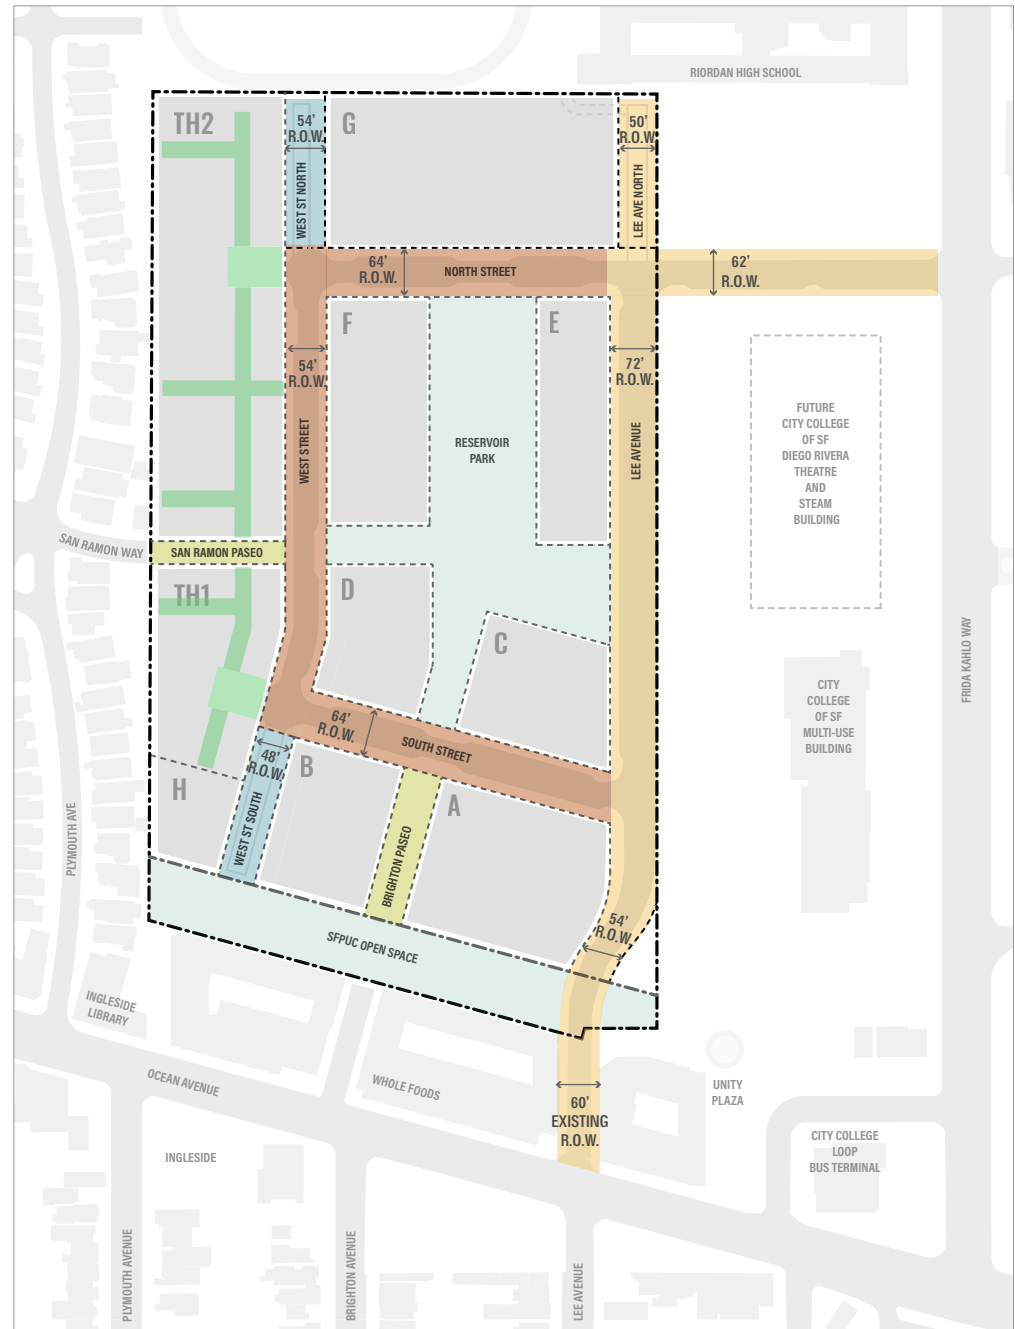 RIORDAN HIGH SCHOOL
TH2
54'
R.O.W.
G
50'
R.O.W
WEST ST NORTH
LEE AVE NORTH
64'
R.O.W.
NORTH STREET
62'
R.O.W.
F
E
54'
R.O.W.
72'
R.O.W.
WEST STREET
RESERVOIR
PARK
LEE AVENUE
FUTURE
CITY COLLEGE
OF SF
DIEGO RIVERA
THEATRE
AND
STEAM
BUILDING
SAN RAMON WAY
SAN RAMON PASEO
TH1
D
C
FRIDA KAHLO WAY
CITY
COLLEGE
OF SF
MULTI-USE
BUILDING
64'
R.O.W.
SOUTH STREET
48'
R.O.W.
B
H
A
WEST ST SOUTH
BRIGHTON PASEO
PLYMOUTH AVE
54'
R.O.W.
SFPUC OPEN SPACE
INGLESIDE
LIBRARY
OCEAN AVENUE
WHOLE FOODS
60'
EXISTING
R.O.W.
UNITY
PLAZA
CITY COLLEGE
LOOP
BUS TERMINAL
INGLESIDE
PLYMOUTH AVENUE
BRIGHTON AVENUE
LEE AVENUE